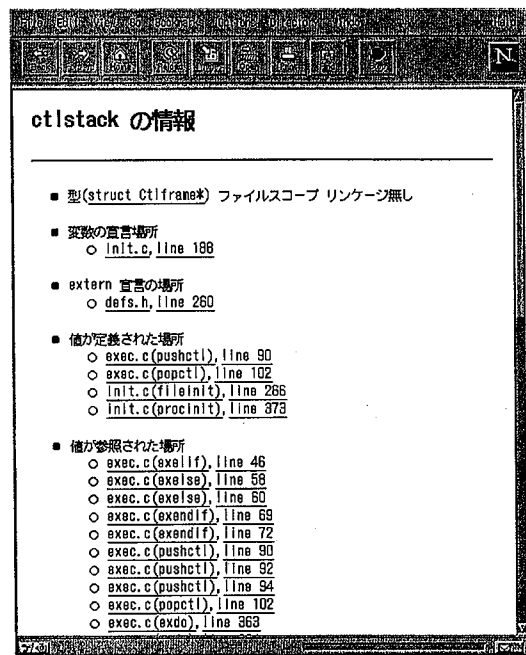 N
ctlstack の情報
■ 型(struct Ctlframe*) ファイルスコープ リンケージ無し
■ 変数の宣言場所
○ init.c, line 186
■ extern 宣言の場所
○ defs.h, line 260
■ 値が定義された場所
○ exec.c(pushctl), line 90
○ exec.c(popctl), line 102
○ init.c(fileinit), line 266
○ init.c(procinit), line 373
■ 値が参照された場所
○ exec.c(exelif), line 46
○ exec.c(exelse), line 58
○ exec.c(exelse), line 60
○ exec.c(exendif), line 69
○ exec.c(exendif), line 72
○ exec.c(pushctl), line 90
○ exec.c(pushctl), line 92
○ exec.c(pushctl), line 94
○ exec.c(popctl), line 102
○ exec.c(exdo), line 363